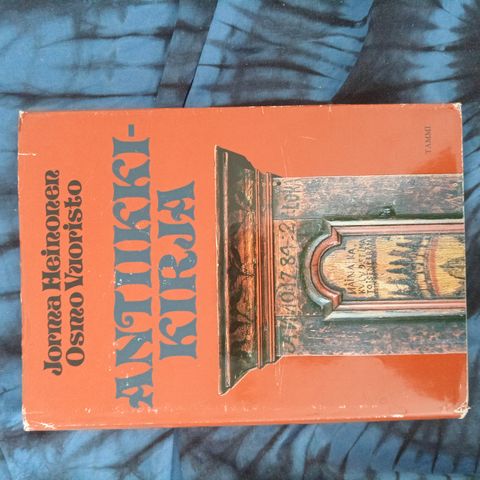 Jorma Heinonen
Osmo Vuoristo
ANTIIKKI-
KIRJA
TAMMI